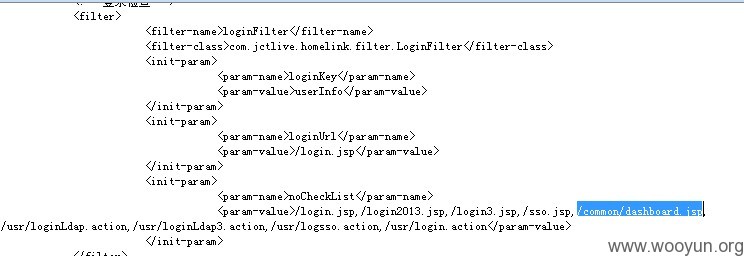 <filter>
<filter-name>loginFilter</filter-name>
<filter-class>com.jctlive.homelink.filter.LoginFilter</filter-class>
<init-param>
<param-name>loginKey</param-name>
<param-value>userInfo</param-value>
</init-param>
<init-param>
<param-name>loginUrl</param-name>
<param-value>/login.jsp</param-value>
</init-param>
<init-param>
<param-name>noCheckList</param-name>
<param-value>/login.jsp,/login2013.jsp,/login3.jsp,/sso.jsp,/common/dashboard.jsp,
/usr/loginLdap.action,/usr/loginLdap3.action,/usr/logsso.action,/usr/login.action</param-value>
</init-param>
</filter>
www.wooyun.org